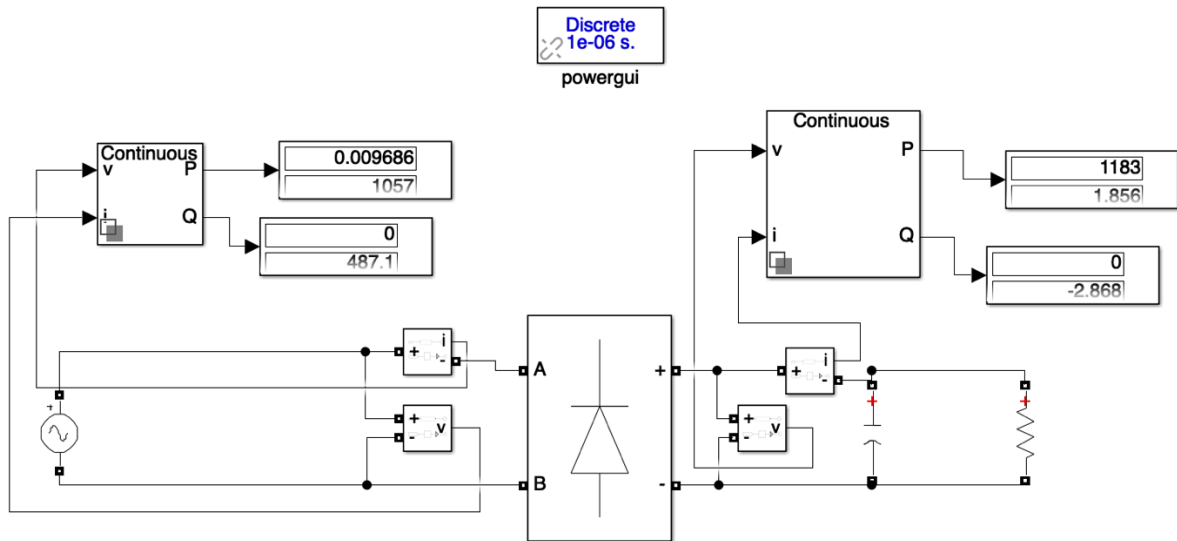 Discrete
1e-06 s.
powergui
Continuous
v
P
i
Q
0.009686
1057
0
487.1
Continuous
v
P
i
Q
1183
1.856
0
-2.868
+
i
-
+
-
v
A
B
+
-
+
i
-
+
-
v
+
+
+